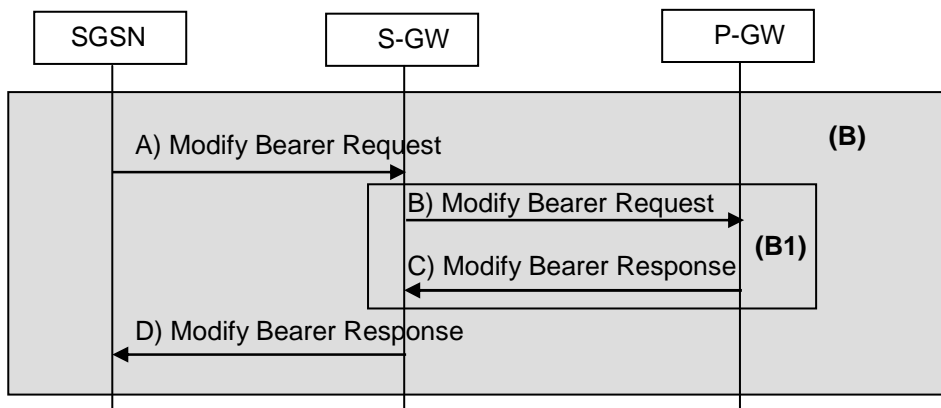 SGSN
S-GW
P-GW
(B)
A) Modify Bearer Request
B) Modify Bearer Request
(B1)
C) Modify Bearer Response
D) Modify Bearer Response